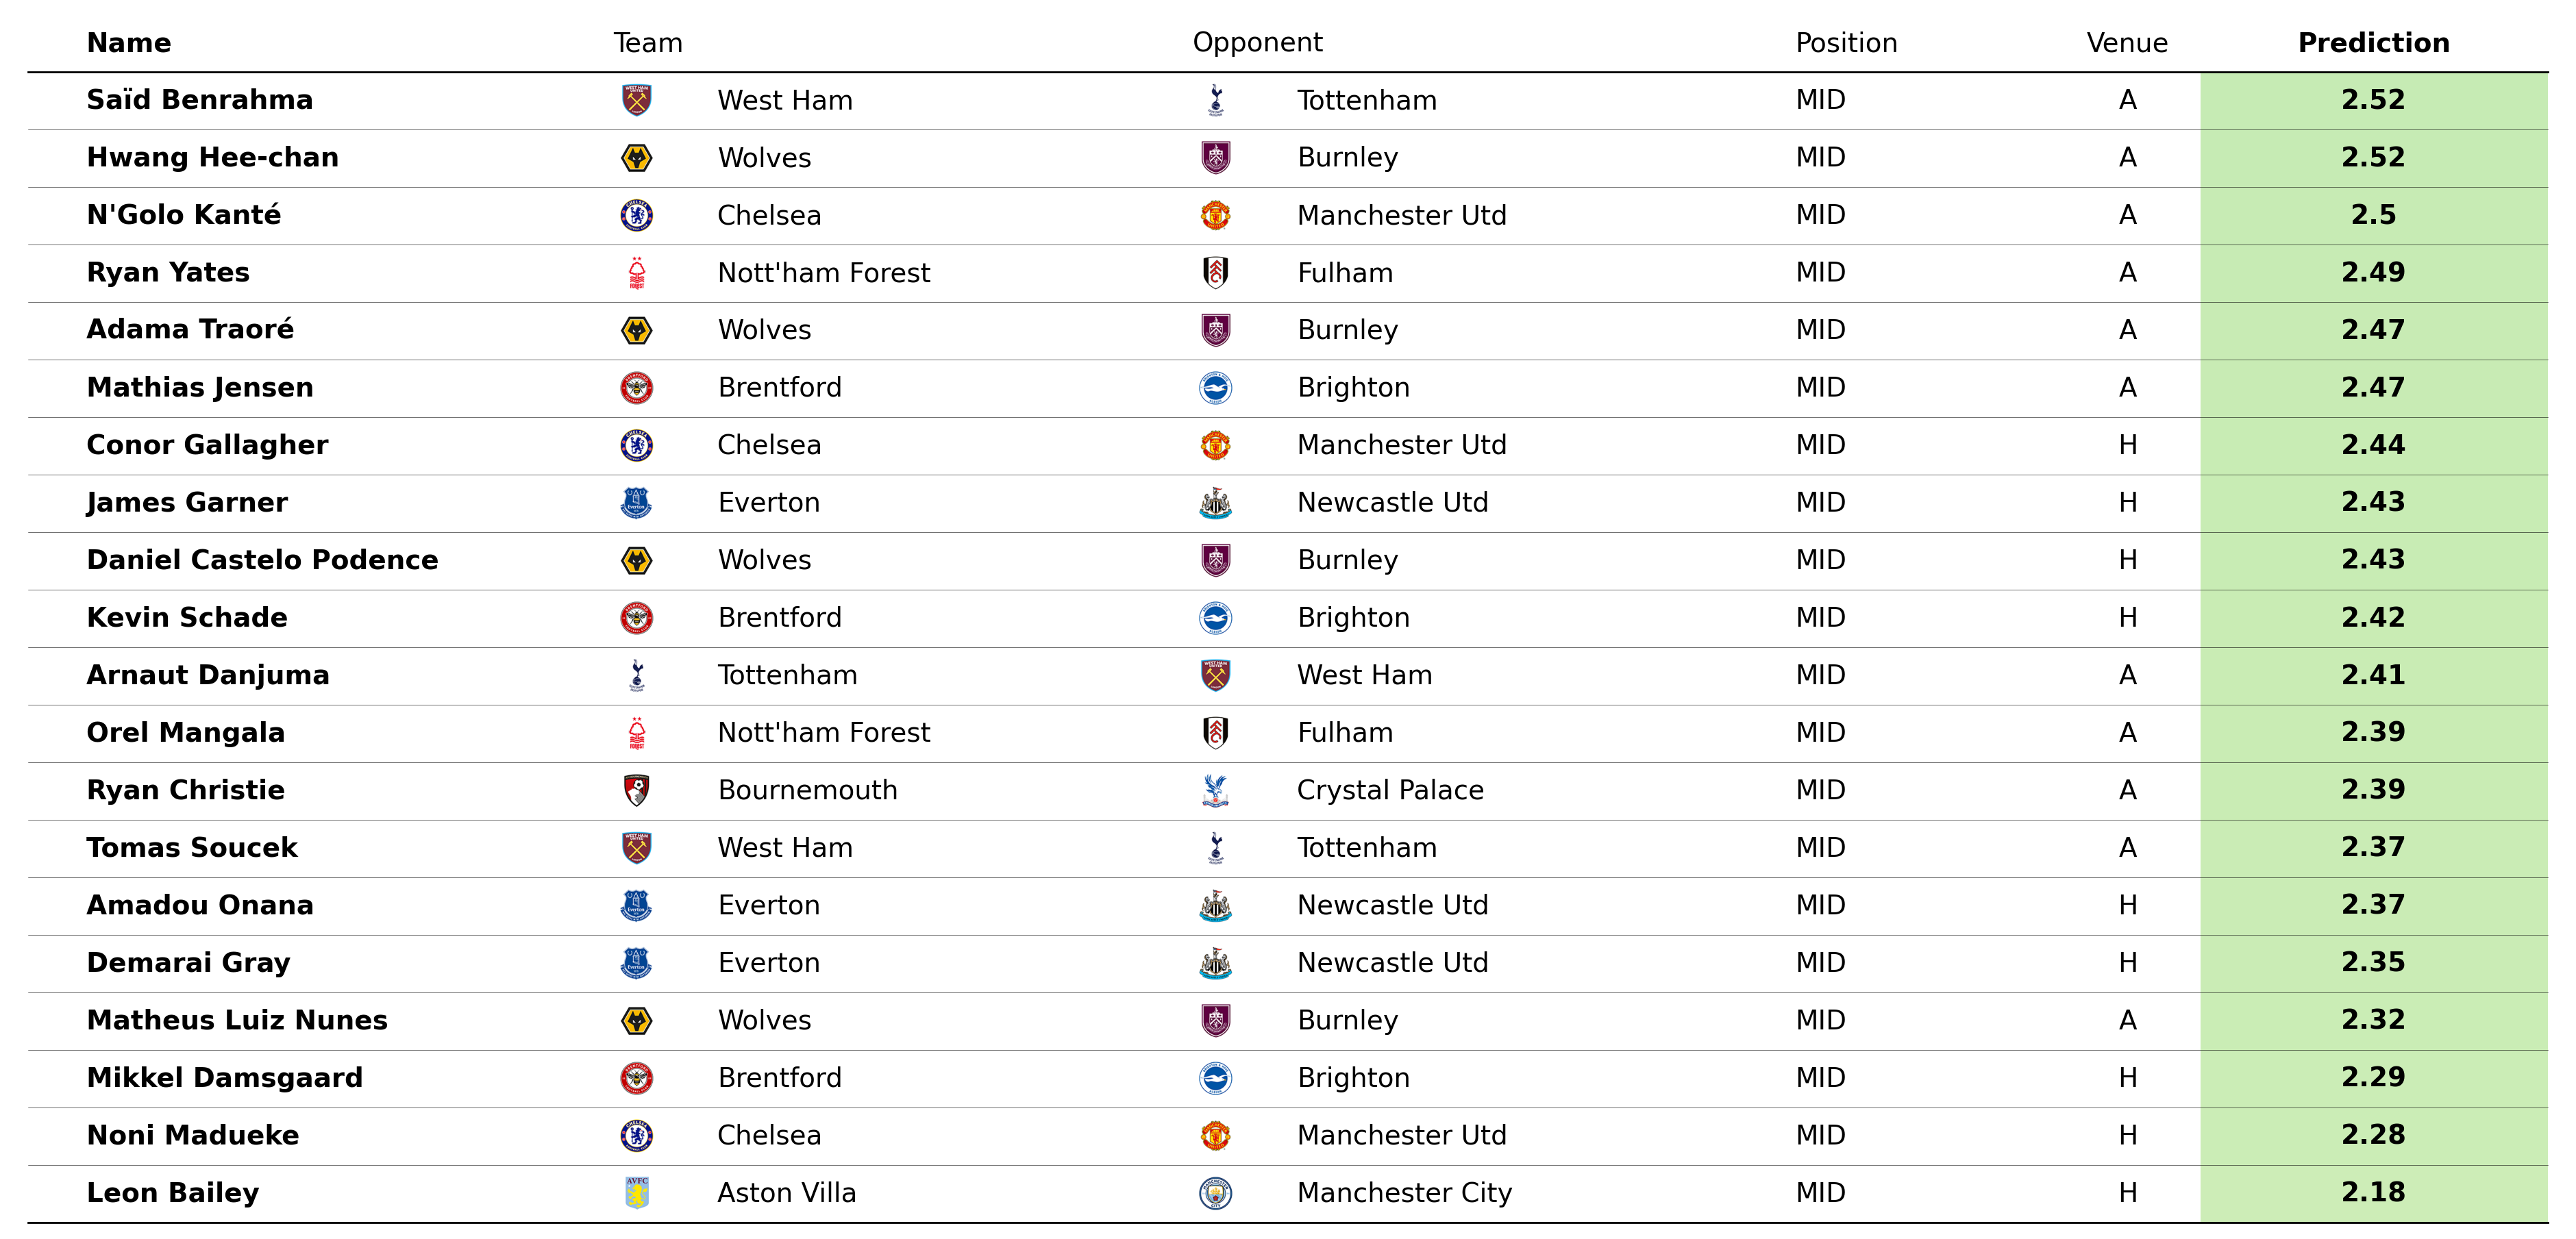 Name Team Opponent Position Venue Prediction
Saïd Benrahma West Ham Tottenham MID A 2.52
Hwang Hee-chan Wolves Burnley MID A 2.52
N'Golo Kanté Chelsea Manchester Utd MID A 2.5
Ryan Yates Nott'ham Forest Fulham MID A 2.49
Adama Traoré Wolves Burnley MID A 2.47
Mathias Jensen Brentford Brighton MID A 2.47
Conor Gallagher Chelsea Manchester Utd MID H 2.44
James Garner Everton Newcastle Utd MID H 2.43
Daniel Castelo Podence Wolves Burnley MID H 2.43
Kevin Schade Brentford Brighton MID H 2.42
Arnaut Danjuma Tottenham West Ham MID A 2.41
Orel Mangala Nott'ham Forest Fulham MID A 2.39
Ryan Christie Bournemouth Crystal Palace MID A 2.39
Tomas Soucek West Ham Tottenham MID A 2.37
Amadou Onana Everton Newcastle Utd MID H 2.37
Demarai Gray Everton Newcastle Utd MID H 2.35
Matheus Luiz Nunes Wolves Burnley MID A 2.32
Mikkel Damsgaard Brentford Brighton MID H 2.29
Noni Madueke Chelsea Manchester Utd MID H 2.28
Leon Bailey Aston Villa Manchester City MID H 2.18